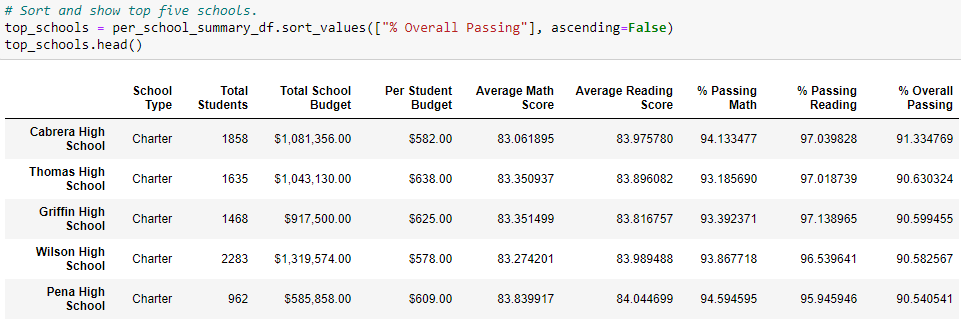 # Sort and show top five schools.
top_schools = per_school_summary_df.sort_values(["% Overall Passing"], ascending=False)
top_schools.head()
School Type Total Students Total School Budget Per Student Budget Average Math Score Average Reading Score % Passing Math % Passing Reading % Overall Passing
Cabrera High School Charter 1858 $1,081,356.00 $582.00 83.061895 83.975780 94.133477 97.039828 91.334769
Thomas High School Charter 1635 $1,043,130.00 $638.00 83.350937 83.896082 93.185690 97.018739 90.630324
Griffin High School Charter 1468 $917,500.00 $625.00 83.351499 83.816757 93.392371 97.138965 90.599455
Wilson High School Charter 2283 $1,319,574.00 $578.00 83.274201 83.989488 93.867718 96.539641 90.582567
Pena High School Charter 962 $585,858.00 $609.00 83.839917 84.044699 94.594595 95.945946 90.540541